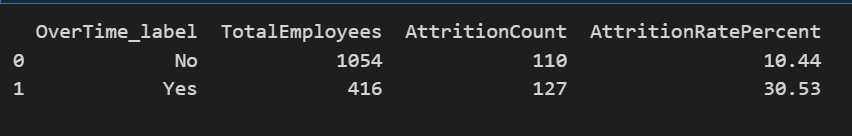 OverTime_label TotalEmployees AttritionCount AttritionRatePercent
0 No 1054 110 10.44
1 Yes 416 127 30.53